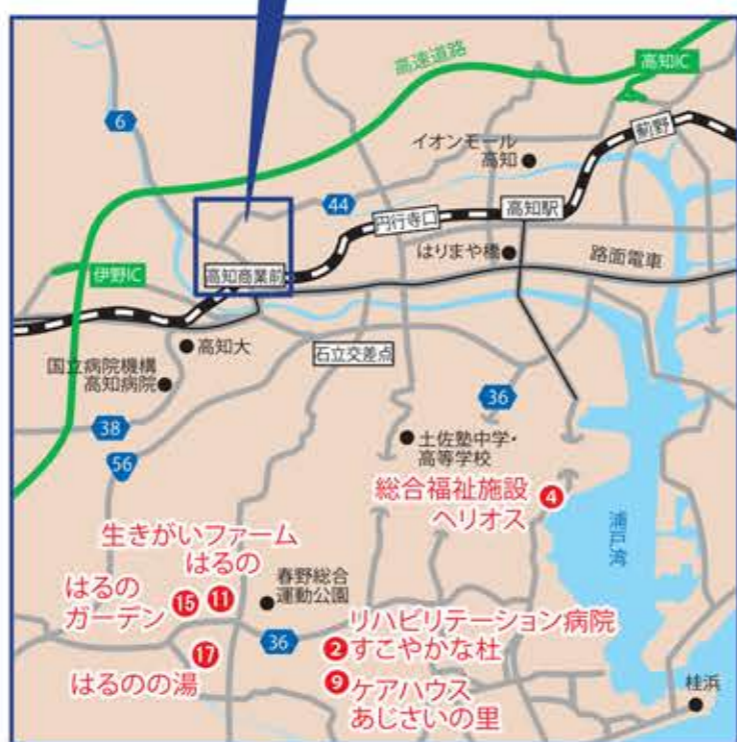 高速道路
高知IC
6
薊野
イオンモール
高知
44
円行寺口
高知駅
はりまや橋
路面電車
伊野IC
高知商業前
高知大
石立交差点
国立病院機構
高知病院
38
36
56
土佐塾中学・
高等学校
総合福祉施設
ヘリオス
4
浦戸湾
生きがいファーム
はるの
はるの
ガーデン
15
11
春野総合
運動公園
リハビリテーション病院
すこやかな杜
2
36
17
はるのの湯
9
ケアハウス
あじさいの里
桂浜